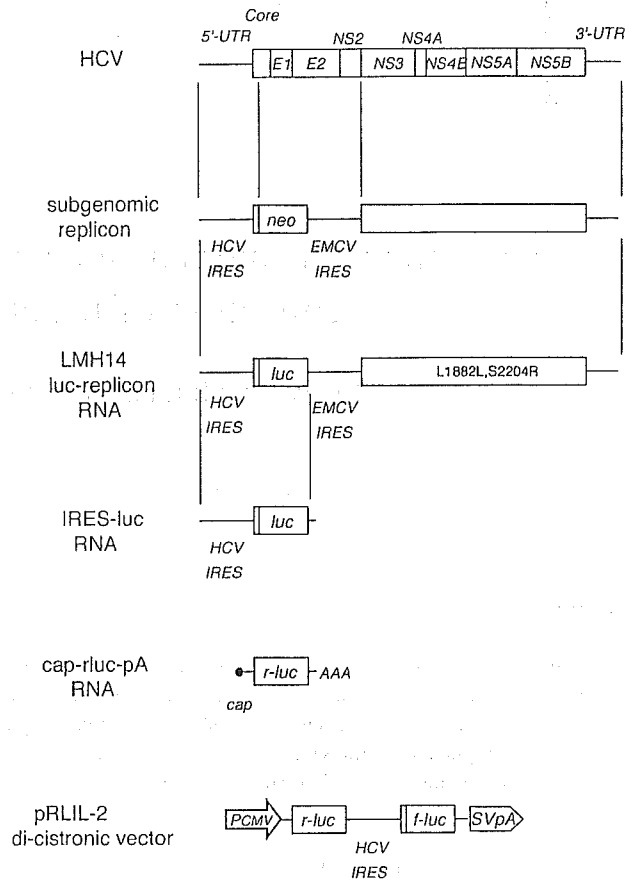 Core
5'-UTR NS2 NS4A 3'-UTR
HCV E1 E2 NS3 NS4B NS5A NS5B
subgenomic
replicon
neo
HCV EMCV
IRES IRES
LMH14
luc-replicon
RNA
luc L1882L,S2204R
HCV EMCV
IRES IRES
IRES-luc
RNA
luc
HCV
IRES
cap-rluc-pA
RNA
r-luc AAA
cap
pRLIL-2
di-cistronic vector
PCMV r-luc f-luc SVpA
HCV
IRES